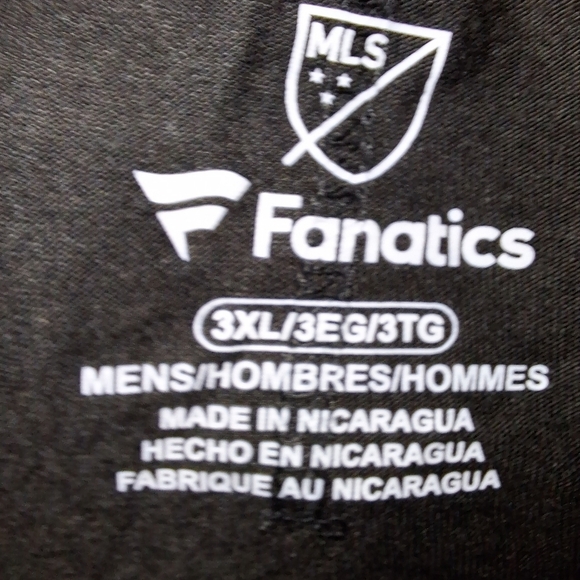 MLS
Fanatics
3XL/3EG/3TG
MENS/HOMBRES/HOMMES
MADE IN NICARAGUA
HECHO EN NICARAGUA
FABRIQUE AU NICARAGUA